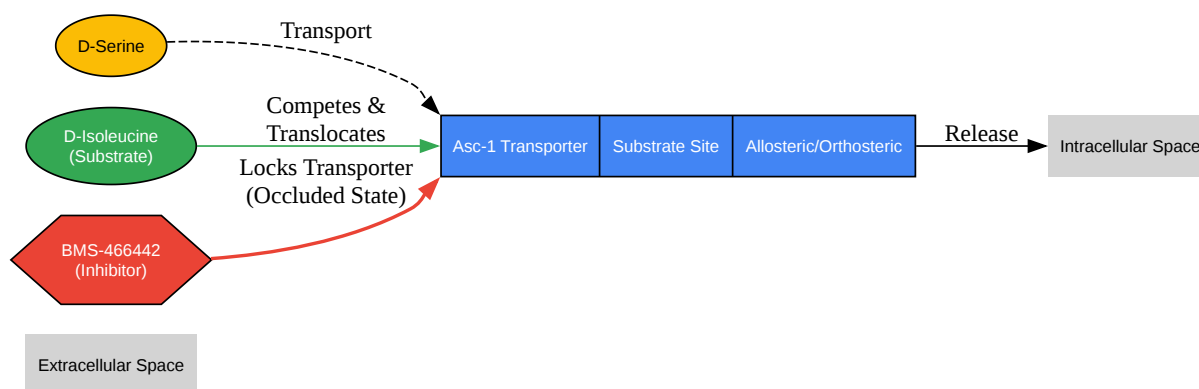 D-Serine
Transport
D-Isoleucine
(Substrate)
Competes &
Translocates
Locks Transporter
(Occluded State)
BMS-466442
(Inhibitor)
Extracellular Space
Asc-1 Transporter
Substrate Site
Allosteric/Orthosteric
Release
Intracellular Space